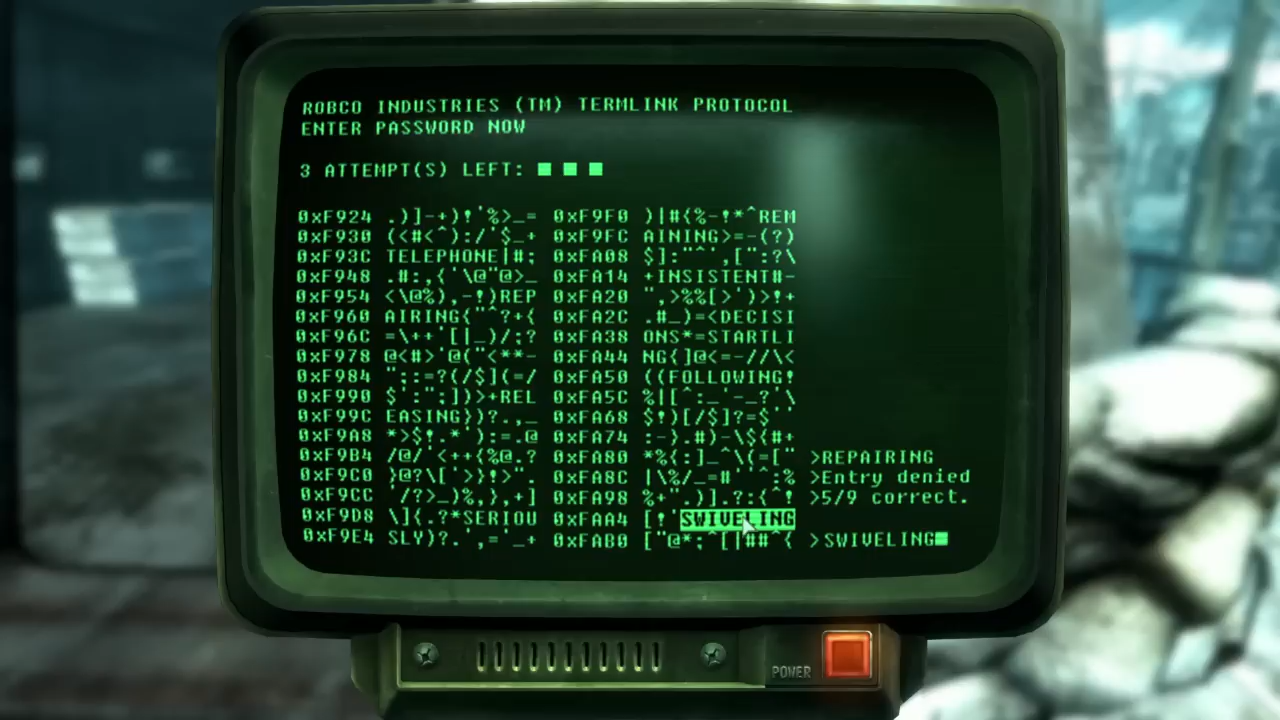 ROBCO INDUSTRIES (TM) TERMLINK PROTOCOL
ENTER PASSWORD NOW
3 ATTEMPT(S) LEFT: ■ ■ ■
0xF924 .)]-+)!'%>_= 0xF9F0 )|#{%-!*^REM
0xF930 (<#<^):/'$_+ 0xF9FC AINING>=-(?)
0xF93C TELEPHONE|#; 0xFA08 $]:"^^,[":?\
0xF948 .#:,{'\@"@>_ 0xFA14 +INSISTENT#-
0xF954 <\@%),-!)REP 0xFA20 ",>%%[>')>!+
0xF960 AIRING{"^?+{ 0xFA2C .#_)=<DECISI
0xF96C =\++'[|_)/;? 0xFA38 ONS*=STARTLI
0xF978 @<#>'@("<**- 0xFA44 NG{]@<=-//\<
0xF984 ";:=?(/$](=/ 0xFA50 ((FOLLOWING!
0xF990 $':";])>+REL 0xFA5C %|[^:_'-_?'\
0xF99C EASING})?.,_ 0xFA68 $!)[/$]?=$''
0xF9A8 *>$!.*'):=.@ 0xFA74 :-}.#)-\${#+
0xF9B4 /@/'<++{%@.? 0xFA80 *%{:]_^\(=[" >REPAIRING
0xF9C0 }@?\['>}!>". 0xFA8C |\%/_=#''^:% >Entry denied
0xF9CC '/?>_)%,},+] 0xFA98 %+".)].?:{^! >5/9 correct.
0xF9D8 \]{.?*SERIOU 0xFAA4 [!'SWIVELING
0xF9E4 SLY)?.',='_+ 0xFAB0 ["@*;^[|##^{ >SWIVELING■
POWER